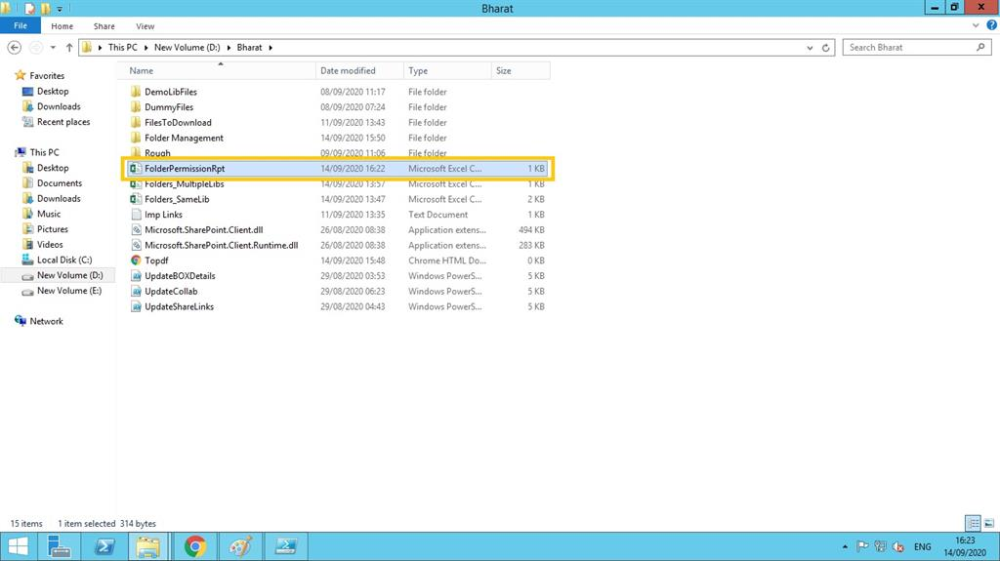 Bharat
File Home Share View
This PC New Volume (D:) Bharat
Search Bharat
Favorites
Desktop
Downloads
Recent places
This PC
Desktop
Documents
Downloads
Music
Pictures
Videos
Local Disk (C:)
New Volume (D:)
New Volume (E:)
Network
Name Date modified Type Size
DemoLibFiles 08/09/2020 11:17 File folder
DummyFiles 08/09/2020 07:24 File folder
FilesToDownload 11/09/2020 13:43 File folder
Folder Management 14/09/2020 15:50 File folder
Rough 09/09/2020 11:06 File folder
FolderPermissionRpt 14/09/2020 16:22 Microsoft Excel C... 1 KB
Folders_MultipleLibs 14/09/2020 13:57 Microsoft Excel C... 1 KB
Folders_SameLib 14/09/2020 13:47 Microsoft Excel C... 2 KB
Imp Links 11/09/2020 13:35 Text Document 1 KB
Microsoft.SharePoint.Client.dll 26/08/2020 08:38 Application extens... 494 KB
Microsoft.SharePoint.Client.Runtime.dll 26/08/2020 08:38 Application extens... 283 KB
Topdf 14/09/2020 15:48 Chrome HTML Do... 0 KB
UpdateBOXDetails 29/08/2020 03:53 Windows PowerS... 5 KB
UpdateCollab 29/08/2020 06:23 Windows PowerS... 5 KB
UpdateShareLinks 29/08/2020 04:43 Windows PowerS... 5 KB
15 items 1 item selected 314 bytes
ENG
16:23
14/09/2020